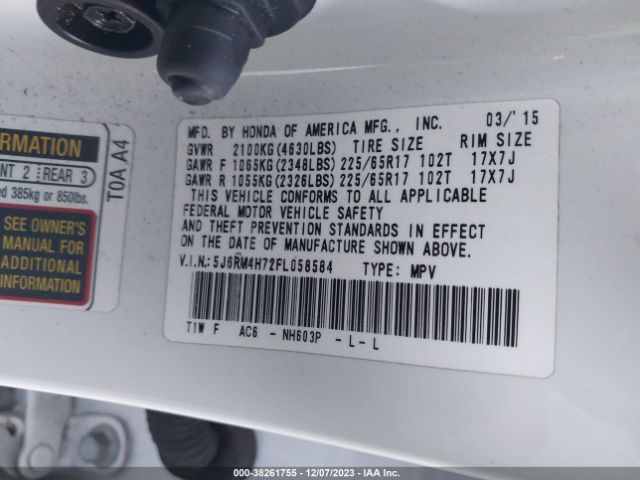 MFD. BY HONDA OF AMERICA MFG., INC. 03/'15
GVWR 2100KG(4630LBS) TIRE SIZE RIM SIZE
GAWR F 1065KG(2348LBS) 225/65R17 102T 17X7J
GAWR R 1055KG(2326LBS) 225/65R17 102T 17X7J
THIS VEHICLE CONFORMS TO ALL APPLICABLE
FEDERAL MOTOR VEHICLE SAFETY
AND THEFT PREVENTION STANDARDS IN EFFECT
ON THE DATE OF MANUFACTURE SHOWN ABOVE.
V.I.N.:5J6RM4H72FL058584 TYPE: MPV
T1W F AC6 - NH603P - L - L
2 REAR 3
385kg or 850lbs.
SEE OWNER'S
MANUAL FOR
ADDITIONAL
INFORMATION
T0A A4
000-38261755 - 12/07/2023 - IAA Inc.